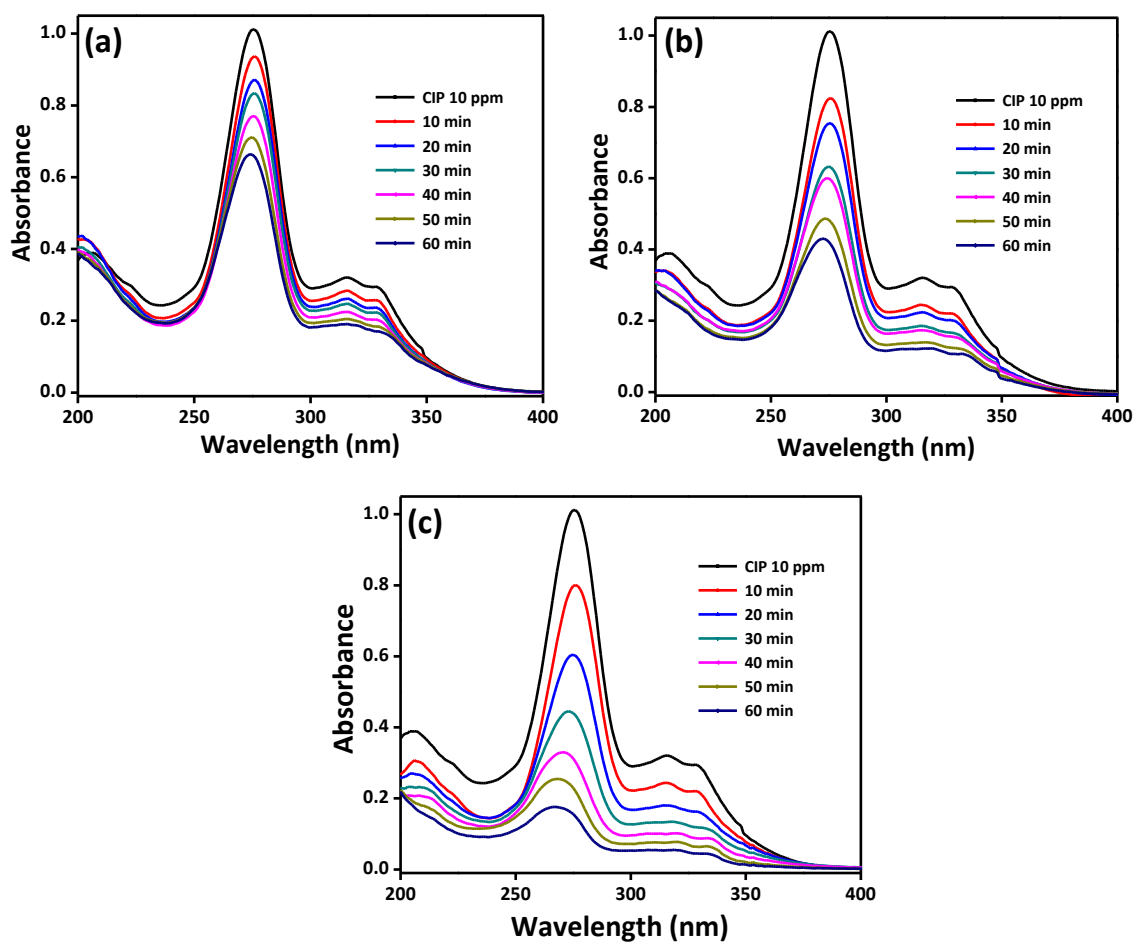 (a)
Absorbance
1.0
0.8
0.6
0.4
0.2
0.0
200
250
300
350
400
Wavelength (nm)
CIP 10 ppm
10 min
20 min
30 min
40 min
50 min
60 min
(b)
Absorbance
1.0
0.8
0.6
0.4
0.2
0.0
200
250
300
350
400
Wavelength (nm)
CIP 10 ppm
10 min
20 min
30 min
40 min
50 min
60 min
(c)
Absorbance
1.0
0.8
0.6
0.4
0.2
0.0
200
250
300
350
400
Wavelength (nm)
CIP 10 ppm
10 min
20 min
30 min
40 min
50 min
60 min